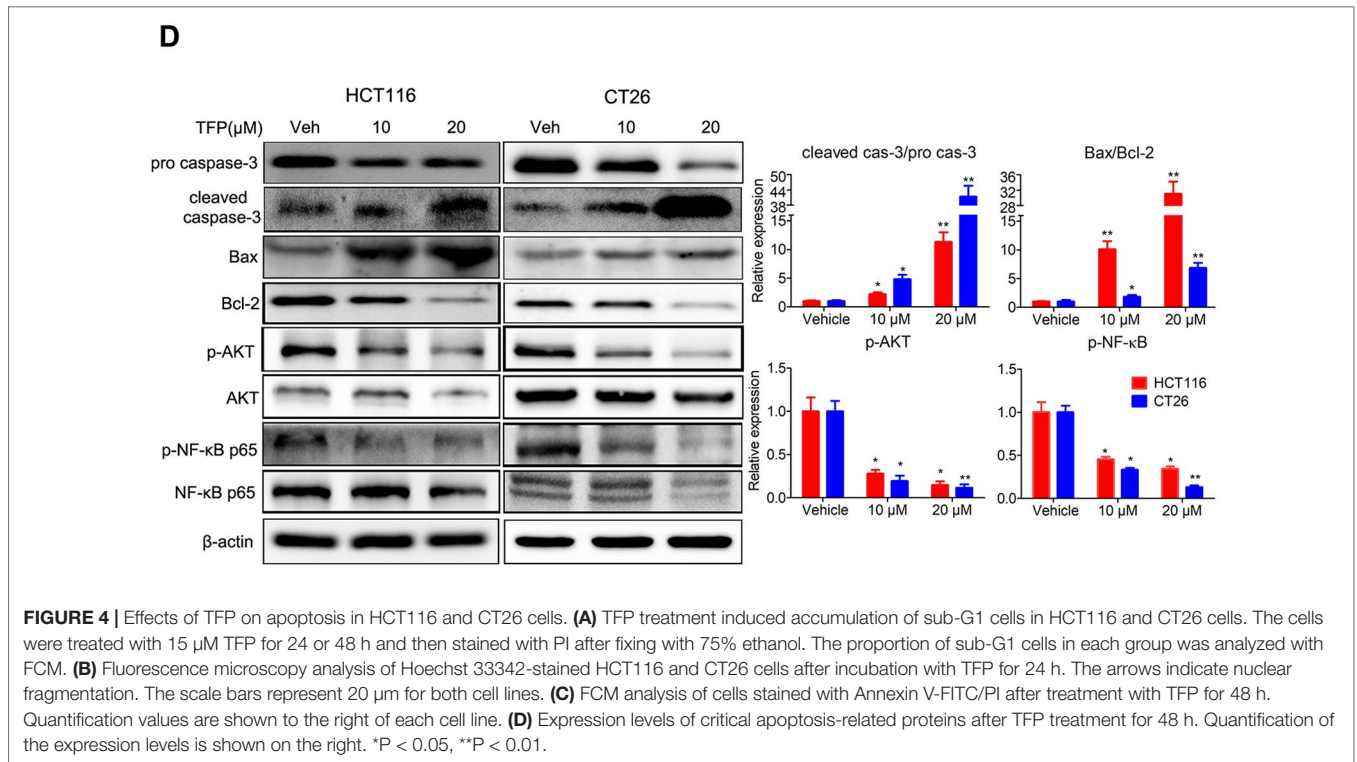 D
HCT116 CT26
TFP(μM) Veh 10 20 Veh 10 20
pro caspase-3
cleaved
caspase-3
Bax
Bcl-2
p-AKT
AKT
p-NF-κB p65
NF-κB p65
β-actin
cleaved cas-3/pro cas-3
Relative expression
50
44
38
15
10
5
0
* * ** **
Vehicle 10 μM 20 μM
Bax/Bcl-2
36
32
28
15
10
5
0
** * ** **
Vehicle 10 μM 20 μM
p-AKT
Relative expression
1.5
1.0
0.5
0.0
* * * **
Vehicle 10 μM 20 μM
p-NF-κB
HCT116
CT26
1.5
1.0
0.5
0.0
* * * **
Vehicle 10 μM 20 μM
FIGURE 4 | Effects of TFP on apoptosis in HCT116 and CT26 cells. (A) TFP treatment induced accumulation of sub-G1 cells in HCT116 and CT26 cells. The cells
were treated with 15 μM TFP for 24 or 48 h and then stained with PI after fixing with 75% ethanol. The proportion of sub-G1 cells in each group was analyzed with
FCM. (B) Fluorescence microscopy analysis of Hoechst 33342-stained HCT116 and CT26 cells after incubation with TFP for 24 h. The arrows indicate nuclear
fragmentation. The scale bars represent 20 μm for both cell lines. (C) FCM analysis of cells stained with Annexin V-FITC/PI after treatment with TFP for 48 h.
Quantification values are shown to the right of each cell line. (D) Expression levels of critical apoptosis-related proteins after TFP treatment for 48 h. Quantification of
the expression levels is shown on the right. *P < 0.05, **P < 0.01.